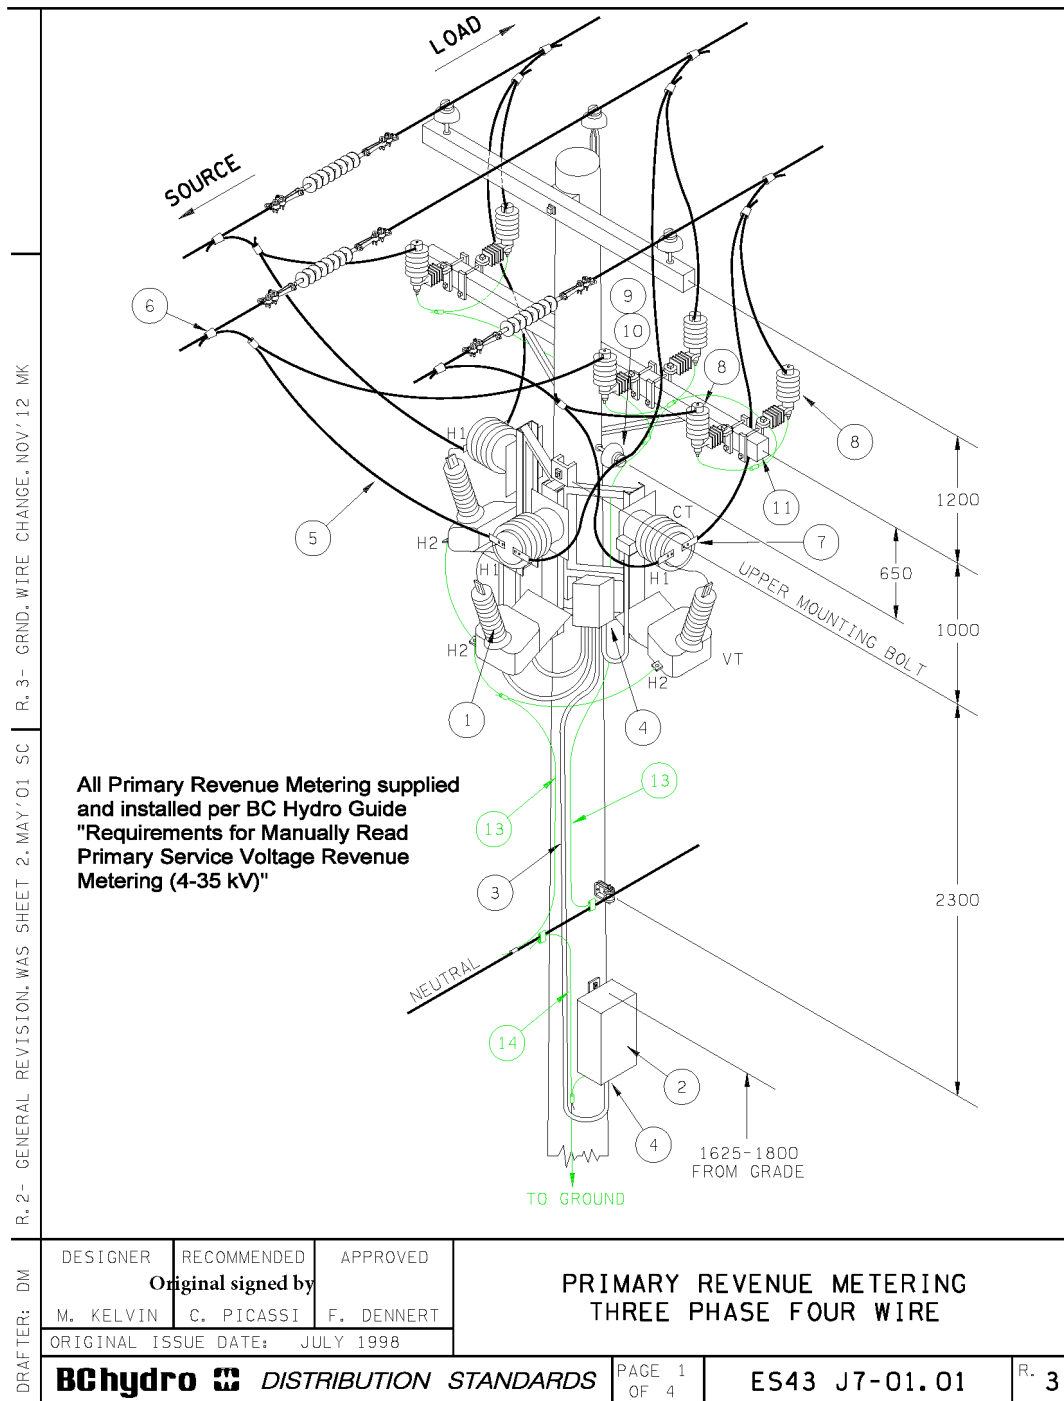 LOAD
SOURCE
6
9
10
8
8
H1
5
H2
H1
CT
11
7
H1
1200
650
UPPER MOUNTING BOLT
1000
H2
H2
VT
1
4
All Primary Revenue Metering supplied
and installed per BC Hydro Guide
"Requirements for Manually Read
Primary Service Voltage Revenue
Metering (4-35 kV)"
13
13
3
2300
NEUTRAL
14
2
4
1625-1800
FROM GRADE
TO GROUND
R.3- GRND. WIRE CHANGE. NOV'12 MK
R.2- GENERAL REVISION. WAS SHEET 2. MAY'01 SC
DRAFTER: DM
DESIGNER RECOMMENDED APPROVED
Original signed by
M. KELVIN C. PICASSI F. DENNERT
ORIGINAL ISSUE DATE: JULY 1998
PRIMARY REVENUE METERING
THREE PHASE FOUR WIRE
BChydro DISTRIBUTION STANDARDS
PAGE 1
OF 4
ES43 J7-01.01
R. 3